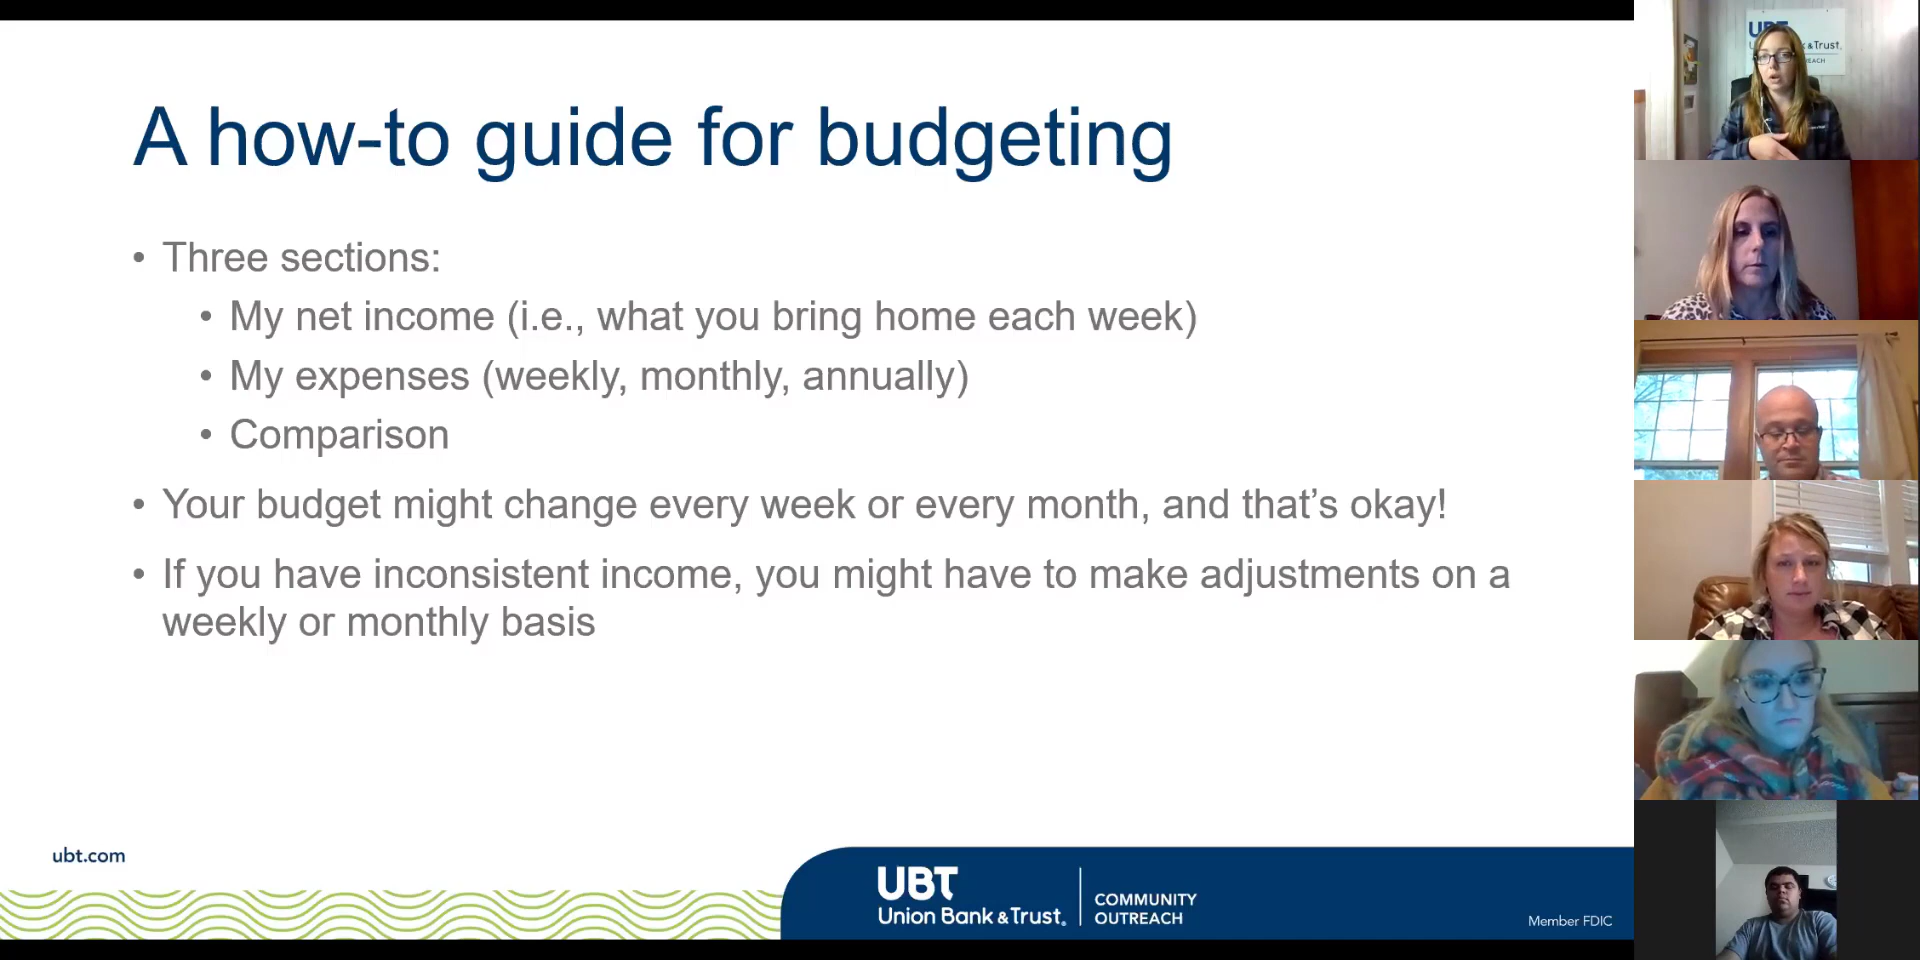 A how-to guide for budgeting
• Three sections:
• My net income (i.e., what you bring home each week)
• My expenses (weekly, monthly, annually)
• Comparison
• Your budget might change every week or every month, and that's okay!
• If you have inconsistent income, you might have to make adjustments on a
weekly or monthly basis
ubt.com
UBT
Union Bank & Trust.
COMMUNITY
OUTREACH
Member FDIC
UBT
& Trust.